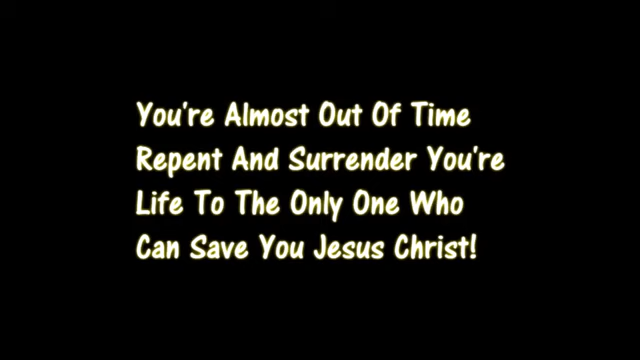 You're Almost Out Of Time
Repent And Surrender You're
Life To The Only One Who
Can Save You Jesus Christ!